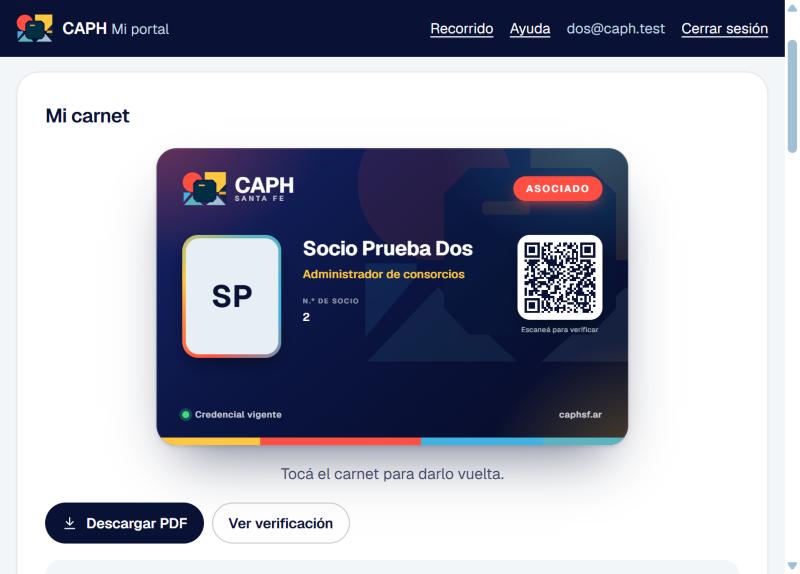 CAPH Mi portal
Recorrido Ayuda dos@caph.test Cerrar sesión
Mi carnet
CAPH
SANTA FE
ASOCIADO
SP
Socio Prueba Dos
Administrador de consorcios
N.º DE SOCIO
2
Escaneá para verificar
Credencial vigente
caphsf.ar
Tocá el carnet para darlo vuelta.
Descargar PDF
Ver verificación